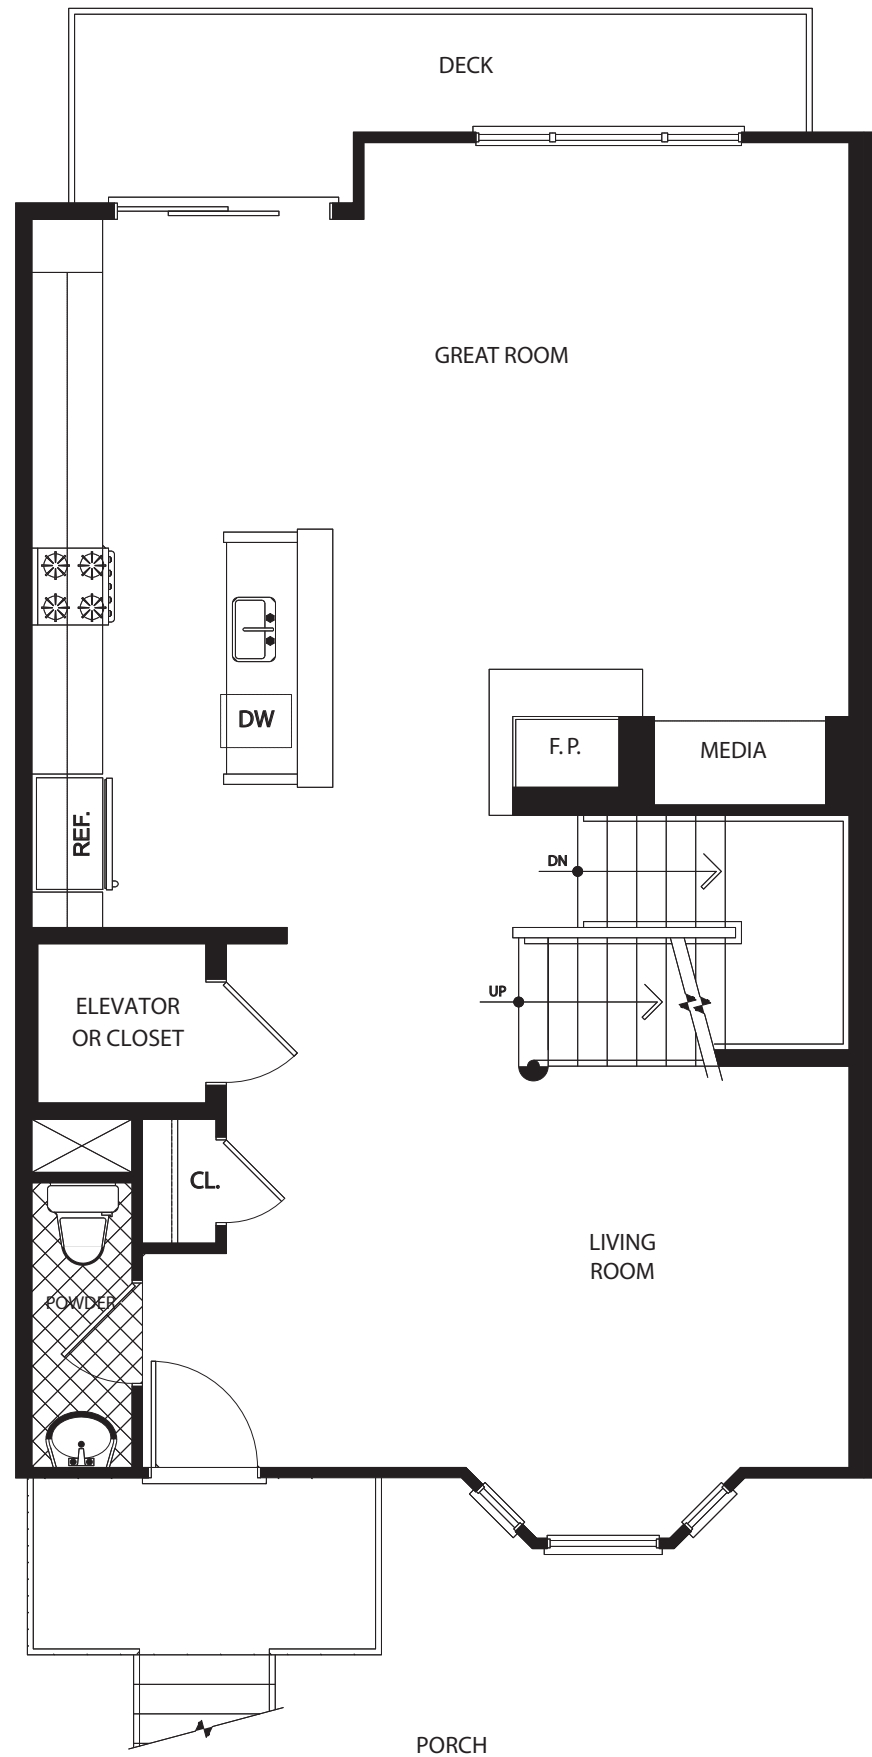 DECK
GREAT ROOM
DW
F.P.
MEDIA
REF.
DN
UP
ELEVATOR
OR CLOSET
CL.
LIVING
ROOM
POWDER
PORCH